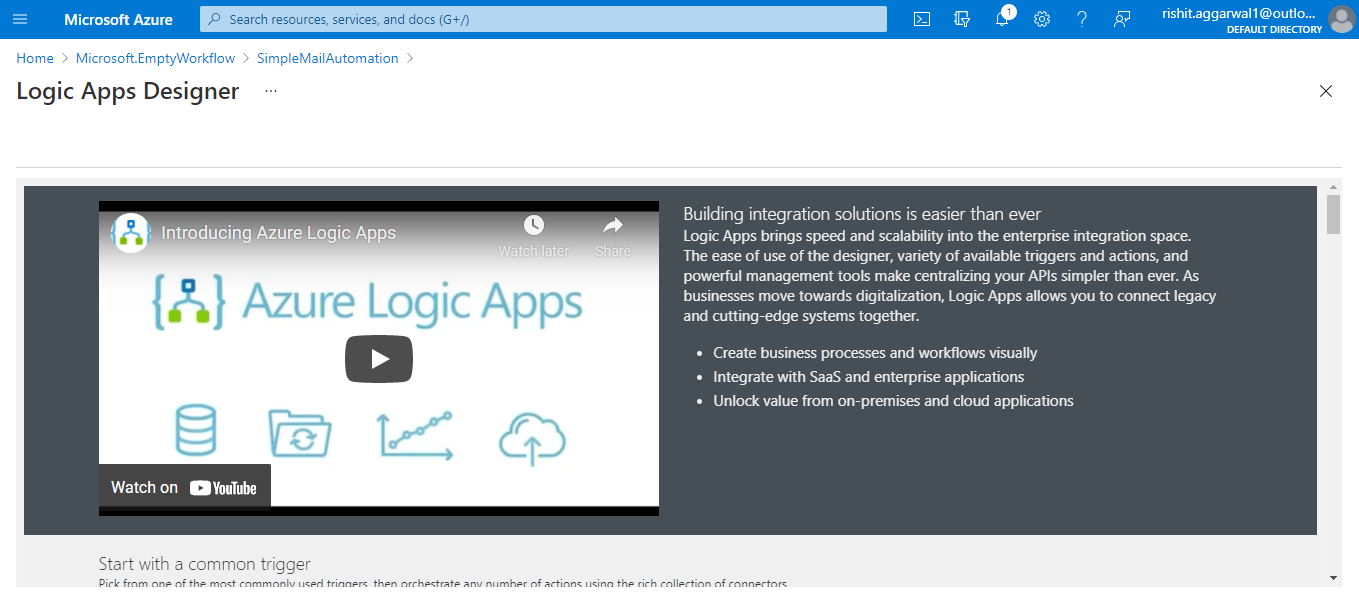 Microsoft Azure
Search resources, services, and docs (G+/)
1
rishit.aggarwal1@outlo...
DEFAULT DIRECTORY
Home > Microsoft.EmptyWorkflow > SimpleMailAutomation >
Logic Apps Designer ...
Introducing Azure Logic Apps
Watch later
Share
Azure Logic Apps
Watch on YouTube
Building integration solutions is easier than ever
Logic Apps brings speed and scalability into the enterprise integration space.
The ease of use of the designer, variety of available triggers and actions, and
powerful management tools make centralizing your APIs simpler than ever. As
businesses move towards digitalization, Logic Apps allows you to connect legacy
and cutting-edge systems together.
• Create business processes and workflows visually
• Integrate with SaaS and enterprise applications
• Unlock value from on-premises and cloud applications
Start with a common trigger
Pick from one of the most commonly used triggers, then orchestrate any number of actions using the rich collection of connectors